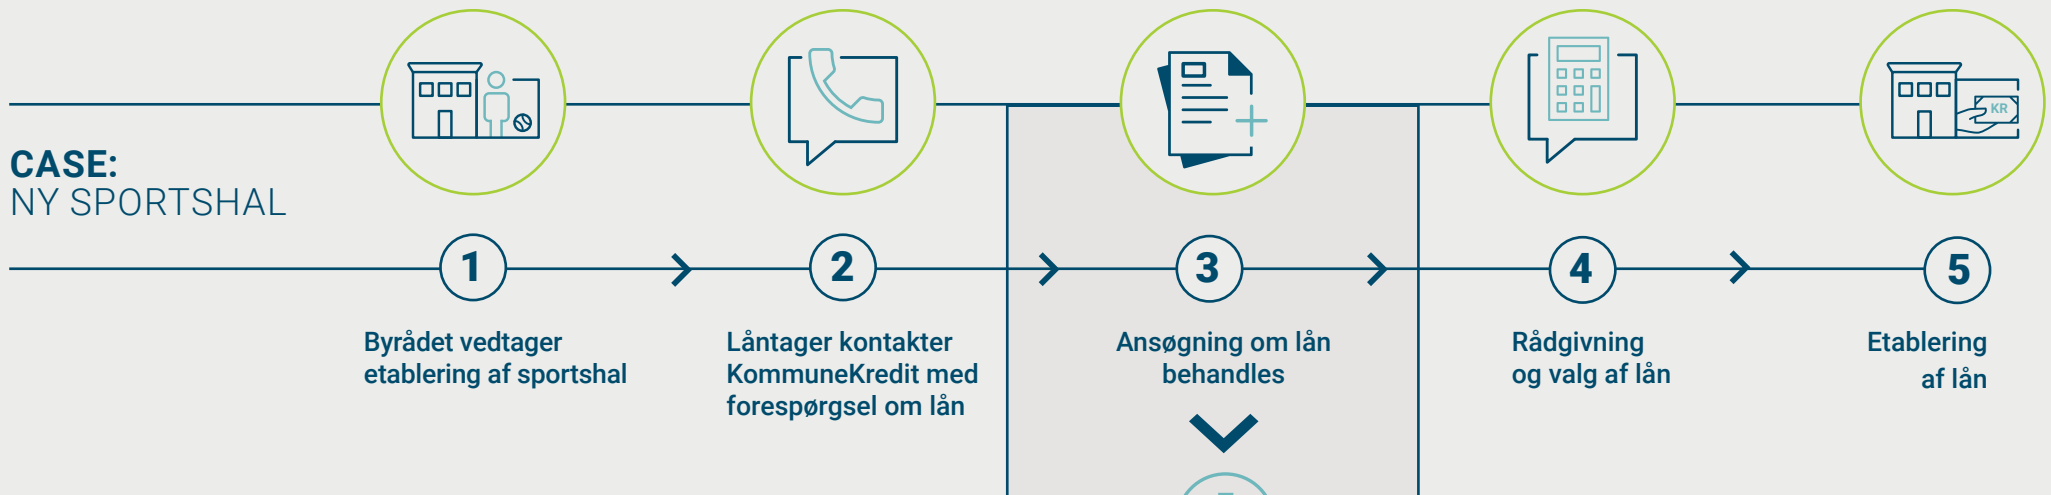 KR
CASE:
NY SPORTSHAL
1
2
3
4
5
Byrådet vedtager
etablering af sportshal
Låntager kontakter
KommuneKredit med
forespørgsel om lån
Ansøgning om lån
behandles
Rådgivning
og valg af lån
Etablering
af lån